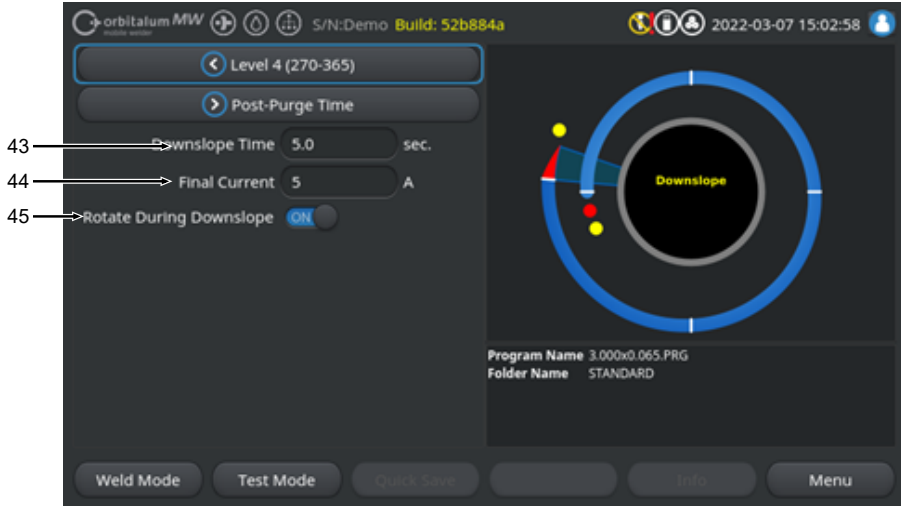 orbitalum MW S/N:Demo Build: 52b884a 2022-03-07 15:02:58
mobile welder
Level 4 (270-365)
Post-Purge Time
43 Downslope Time 5.0 sec.
44 Final Current 5 A
45 Rotate During Downslope ON
Downslope
Program Name 3.000x0.065.PRG
Folder Name STANDARD
Weld Mode Test Mode Quick Save Info Menu